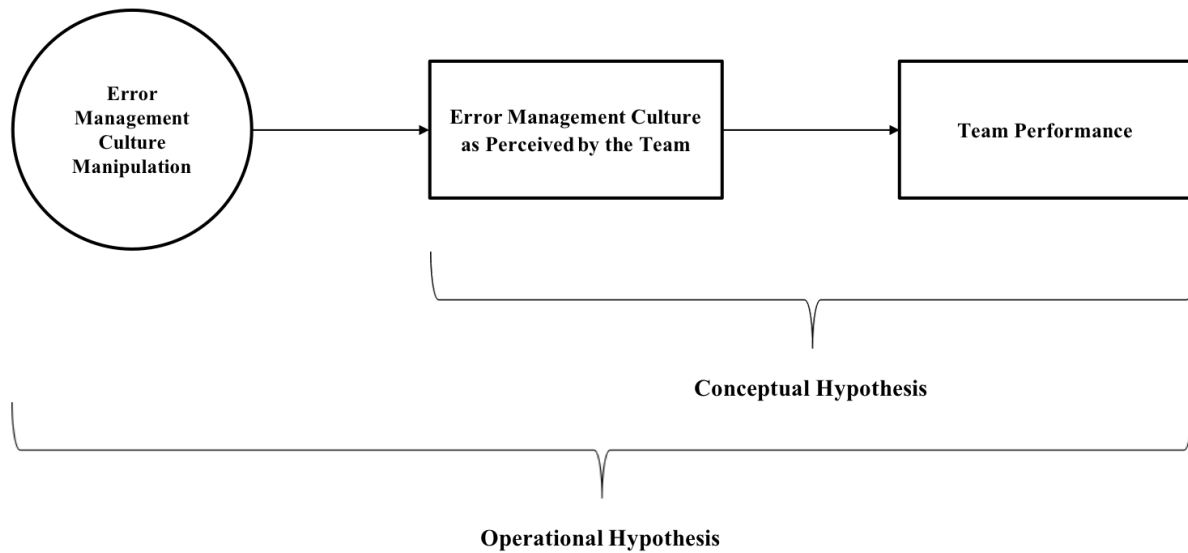 Error
Management
Culture
Manipulation
Error Management Culture
as Perceived by the Team
Team Performance
Conceptual Hypothesis
Operational Hypothesis